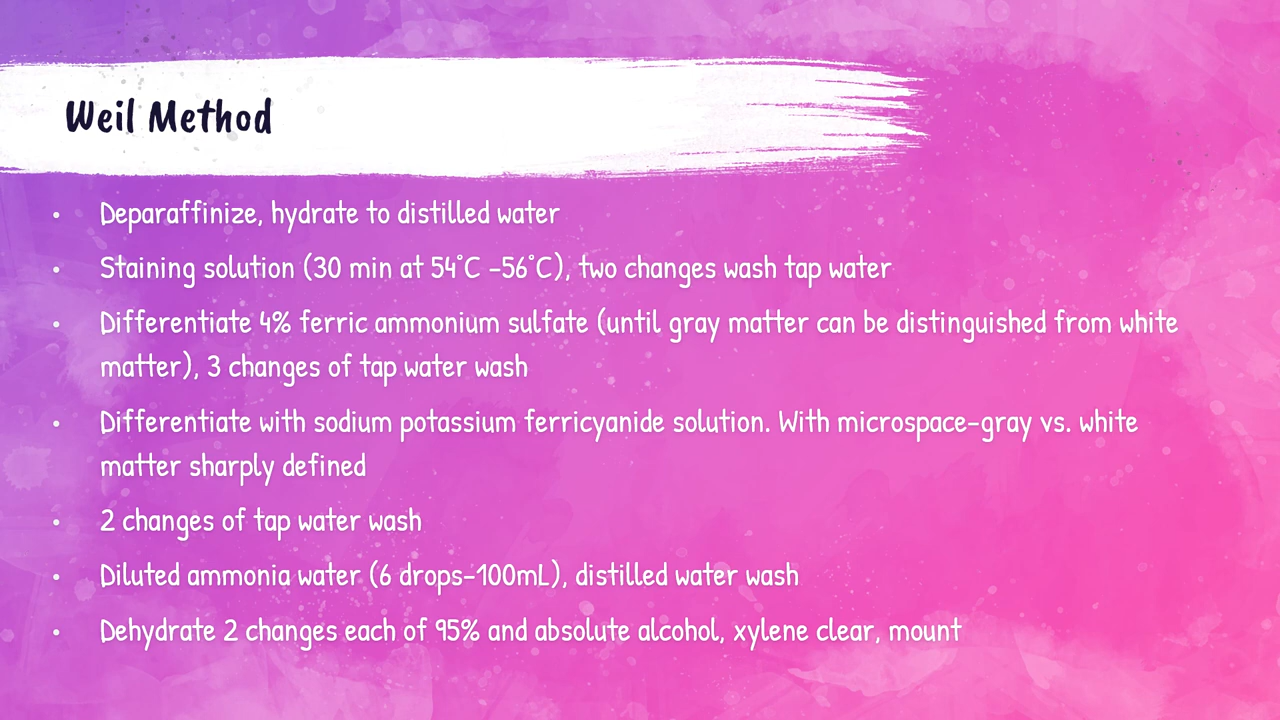 Weil Method
• Deparaffinize, hydrate to distilled water
• Staining solution (30 min at 54°C -56°C), two changes wash tap water
• Differentiate 4% ferric ammonium sulfate (until gray matter can be distinguished from white
matter), 3 changes of tap water wash
• Differentiate with sodium potassium ferricyanide solution. With microspace-gray vs. white
matter sharply defined
• 2 changes of tap water wash
• Diluted ammonia water (6 drops-100mL), distilled water wash
• Dehydrate 2 changes each of 95% and absolute alcohol, xylene clear, mount